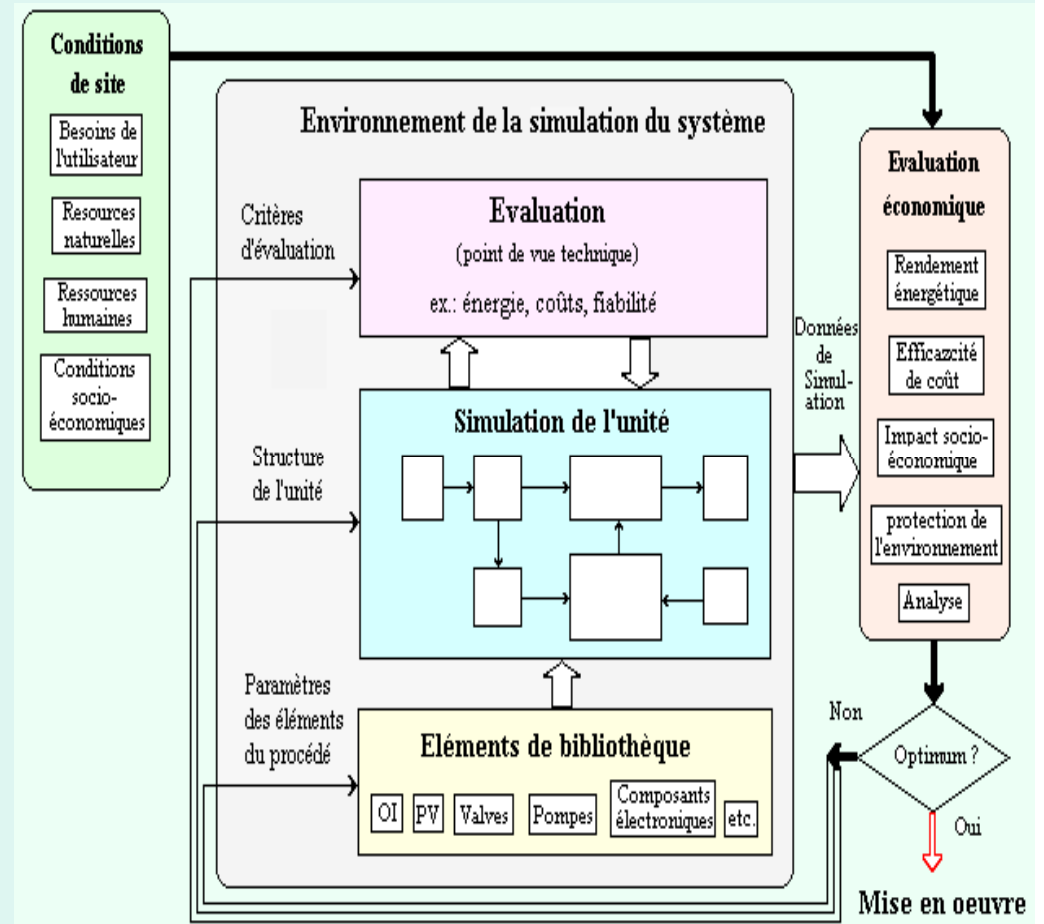 Conditions
de site
Besoins de
l'utilisateur
Resources
naturelles
Ressources
humaines
Conditions
socio-
économiques
Environnement de la simulation du système
Critères
d'évaluation
Evaluation
(point de vue technique)
ex.: énergie, coûts, fiabilité
Structure
de l'unité
Simulation de l'unité
Paramètres
des éléments
du procédé
Eléments de bibliothèque
OI
PV
Valves
Pompes
Composants
électroniques
etc.
Données
de
Simul-
ation
Evaluation
économique
Rendement
énergétique
Efficazcité
de coût
Impact socio-
économique
protection de
l'environnement
Analyse
Non
Optimum ?
Oui
Mise en oeuvre